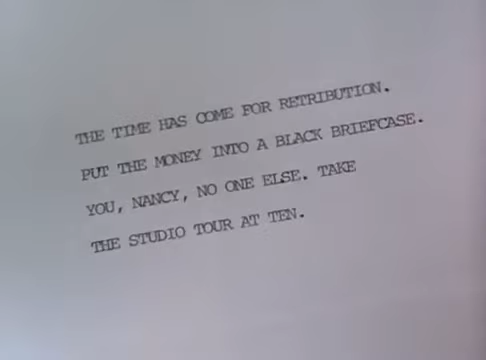 THE TIME HAS COME FOR RETRIBUTION.
PUT THE MONEY INTO A BLACK BRIEFCASE.
YOU, NANCY, NO ONE ELSE. TAKE
THE STUDIO TOUR AT TEN.